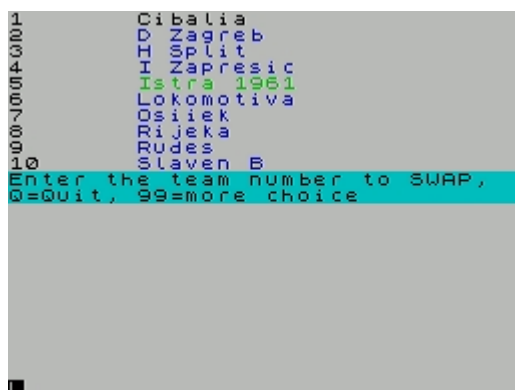 1 Cibalia
2 D Zagreb
3 H Split
4 I Zapresic
5 Istra 1961
6 Lokomotiva
7 Osiiek
8 Rijeka
9 Rudes
10 Slaven B
Enter the team number to SWAP,
Q=Quit, 99=more choice
L